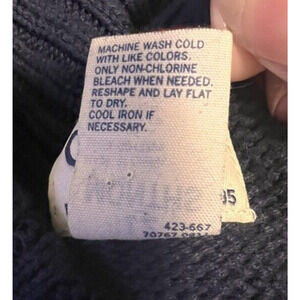 MACHINE WASH COLD
WITH LIKE COLORS.
ONLY NON-CHLORINE
BLEACH WHEN NEEDED.
RESHAPE AND LAY FLAT
TO DRY.
COOL IRON IF
NECESSARY.
423-667